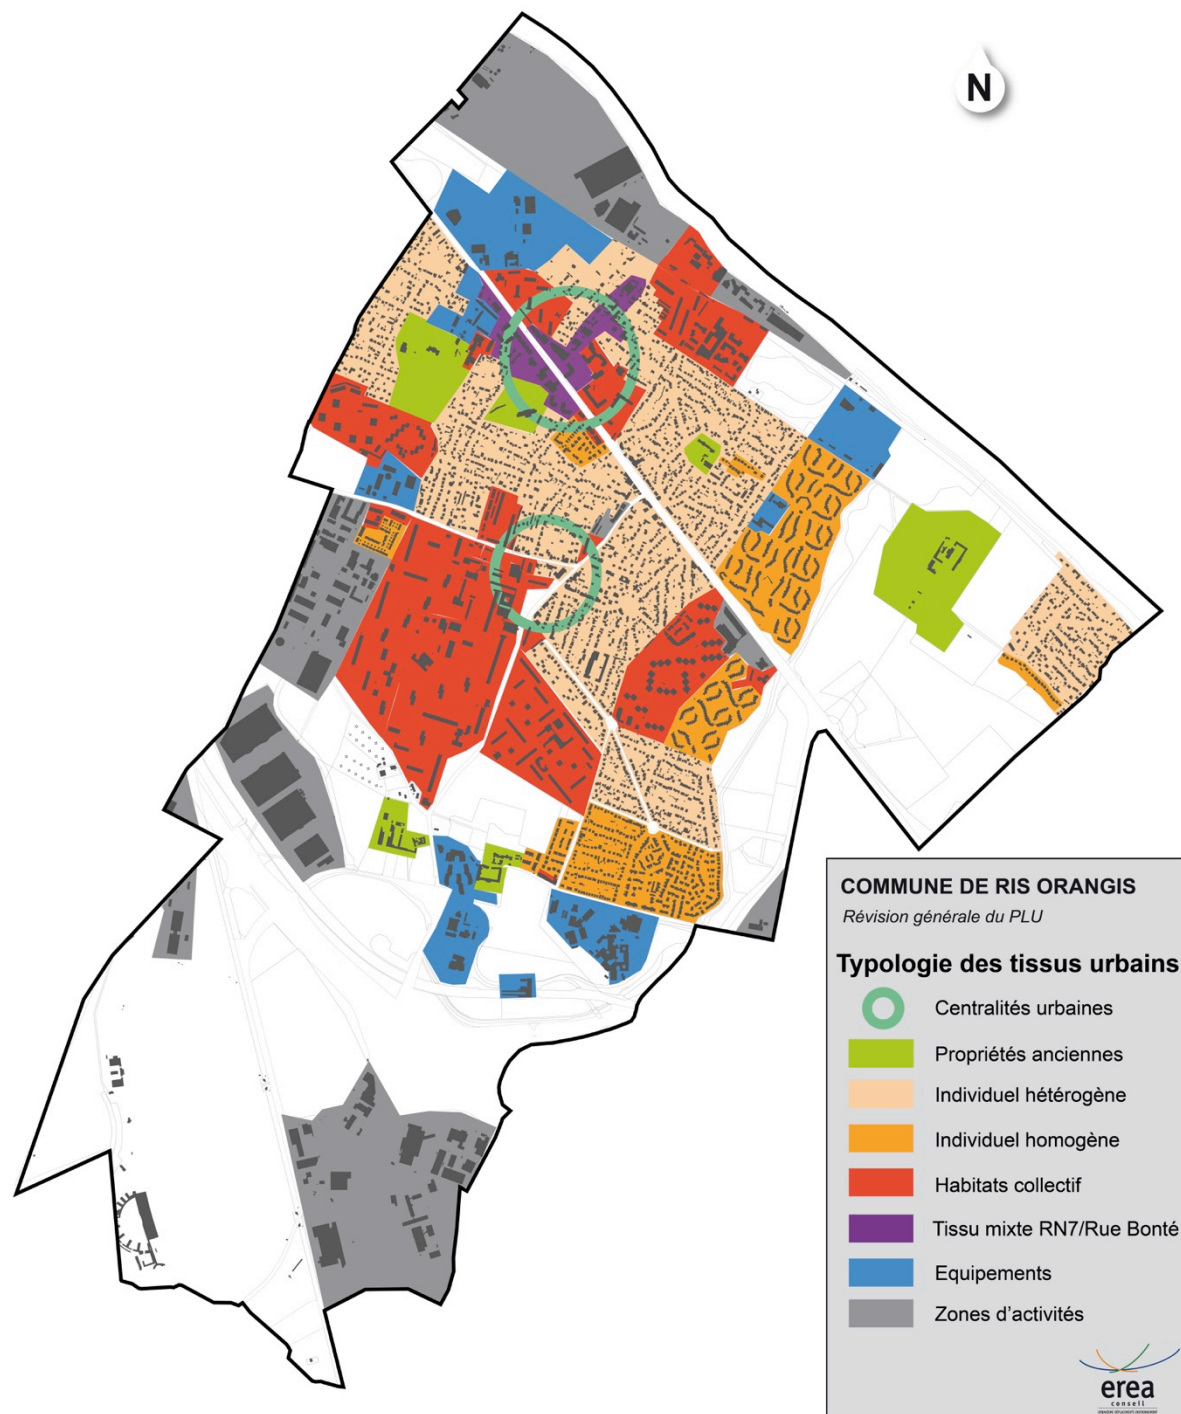 N
COMMUNE DE RIS ORANGIS
Révision générale du PLU
Typologie des tissus urbains
Centralités urbaines
Propriétés anciennes
Individuel hétérogène
Individuel homogène
Habitats collectif
Tissu mixte RN7/Rue Bonté
Equipements
Zones d'activités
erea
conseil